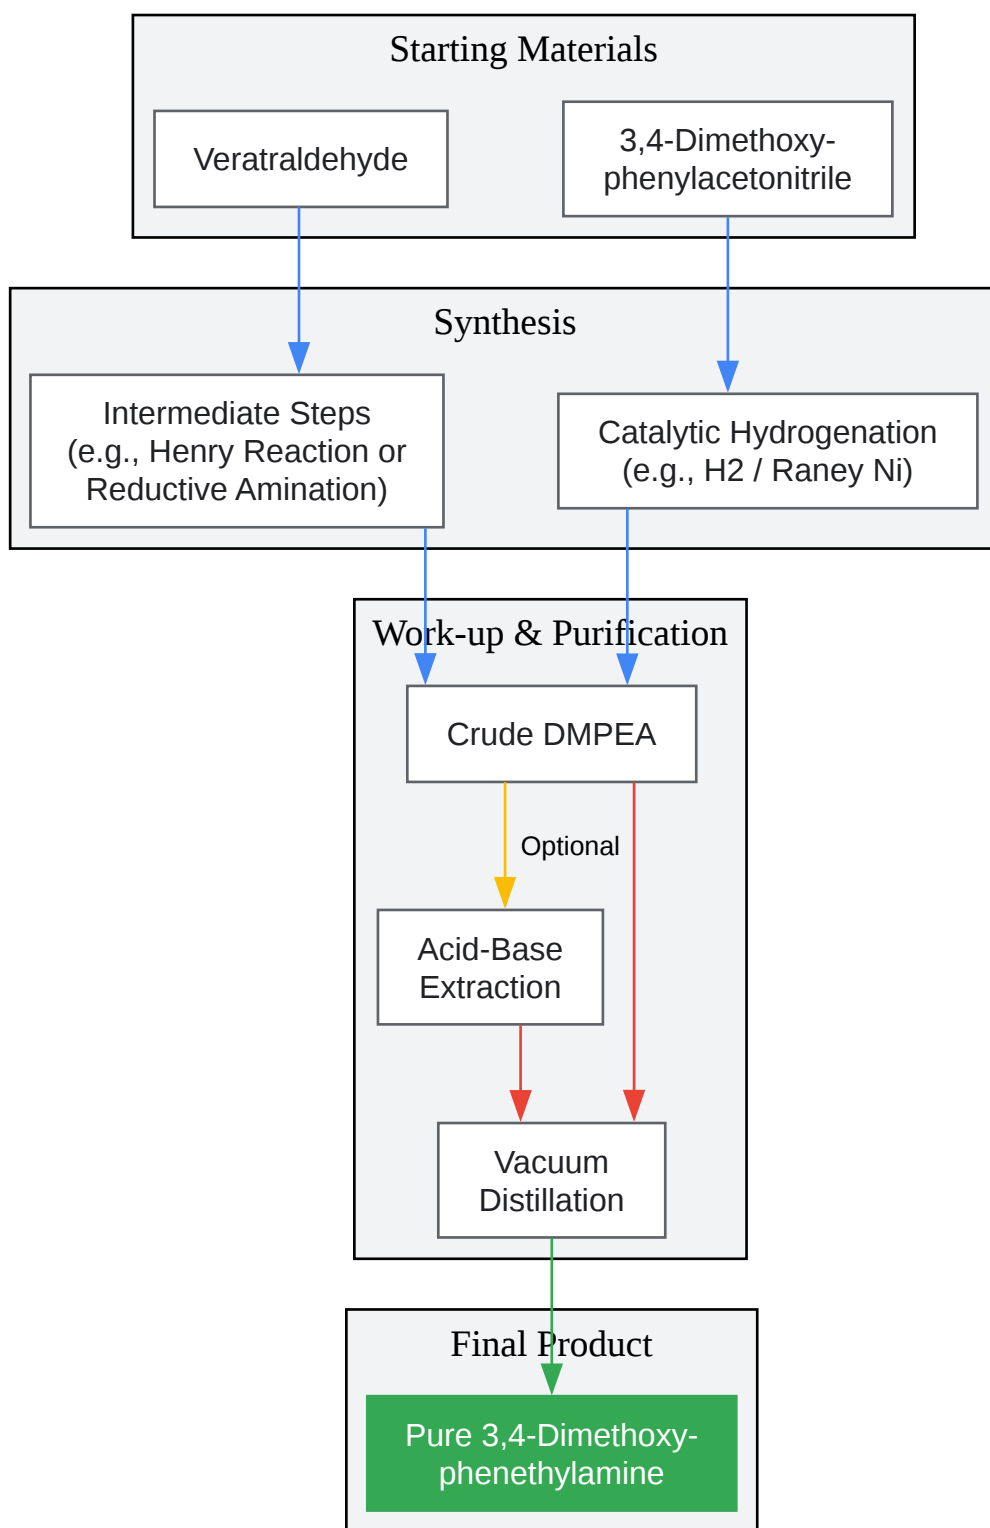 Starting Materials
Veratraldehyde
3,4-Dimethoxy-
phenylacetonitrile
Synthesis
Intermediate Steps
(e.g., Henry Reaction or
Reductive Amination)
Catalytic Hydrogenation
(e.g., H2 / Raney Ni)
Work-up & Purification
Crude DMPEA
Optional
Acid-Base
Extraction
Vacuum
Distillation
Final Product
Pure 3,4-Dimethoxy-
phenethylamine